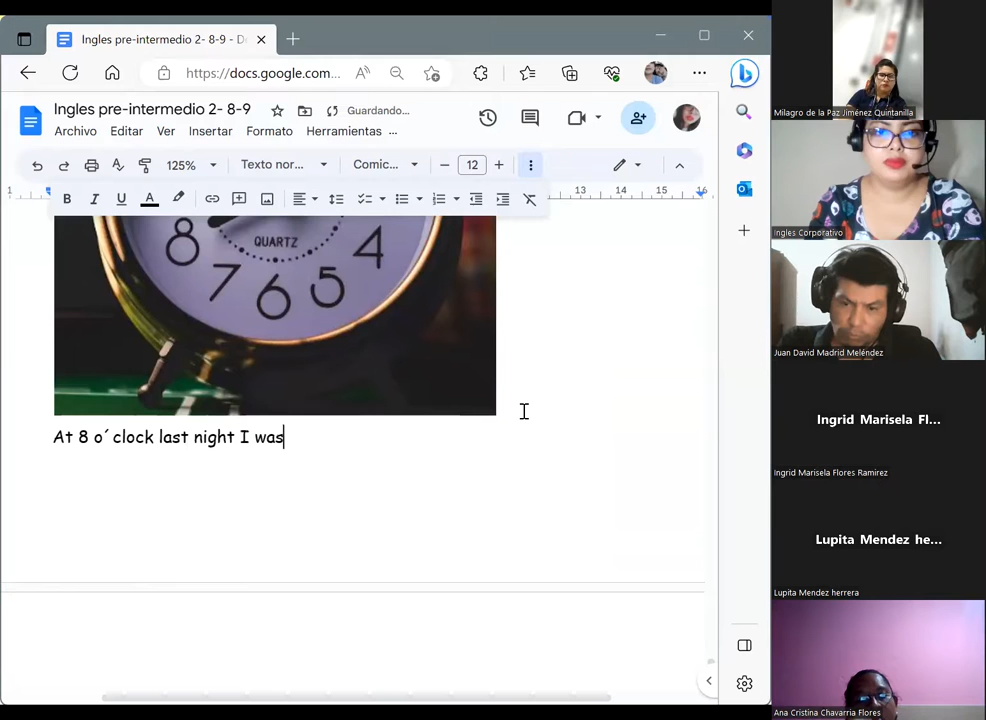 Ingles pre-intermedio 2- 8-9 - D
https://docs.google.com...
Ingles pre-intermedio 2- 8-9
Guardando...
Archivo Editar Ver Insertar Formato Herramientas ...
125% Texto nor... Comic... 12
1 13 14 15 16
8 QUARTZ 4
7 6 5
At 8 o´clock last night I was
Milagro de la Paz Jiménez Quintanilla
Ingles Corporativo
Juan David Madrid Meléndez
Ingrid Marisela Fl...
Ingrid Marisela Flores Ramirez
Lupita Mendez he...
Lupita Mendez herrera
Ana Cristina Chavarria Flores